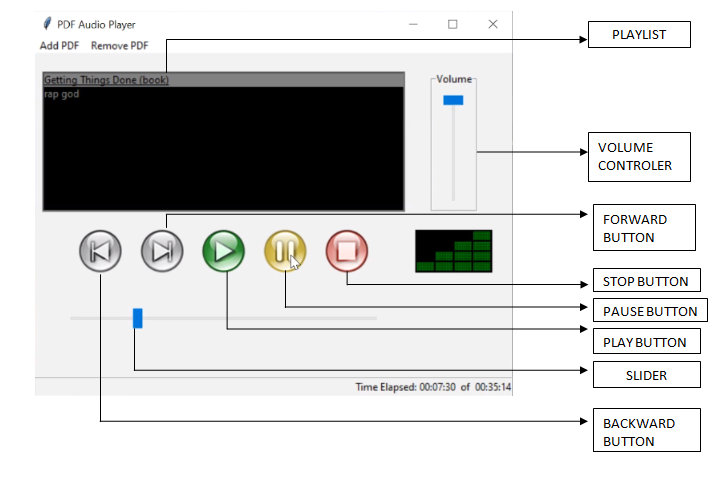 PDF Audio Player
Add PDF Remove PDF
PLAYLIST
Getting Things Done (book)
rap god
Volume
VOLUME
CONTROLER
FORWARD
BUTTON
STOP BUTTON
PAUSE BUTTON
PLAY BUTTON
SLIDER
Time Elapsed: 00:07:30 of 00:35:14
BACKWARD
BUTTON